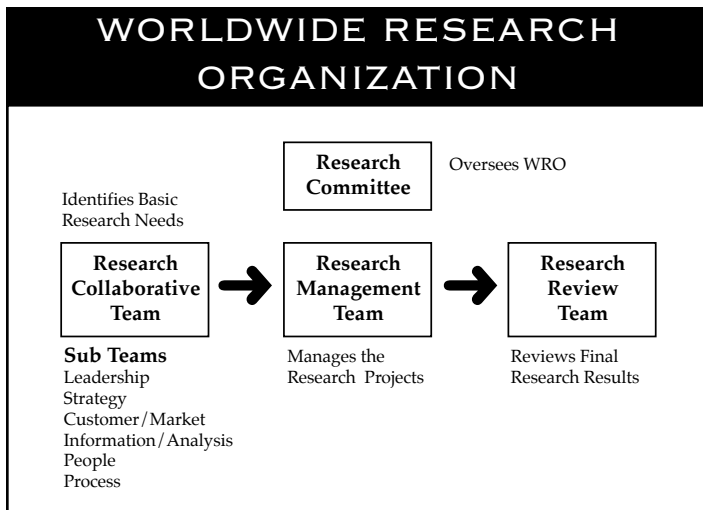 WORLDWIDE RESEARCH
ORGANIZATION
Research
Committee
Oversees WRO
Identifies Basic
Research Needs
Research
Collaborative
Team
Research
Management
Team
Research
Review
Team
Sub Teams
Leadership
Strategy
Customer/Market
Information/Analysis
People
Process
Manages the
Research Projects
Reviews Final
Research Results